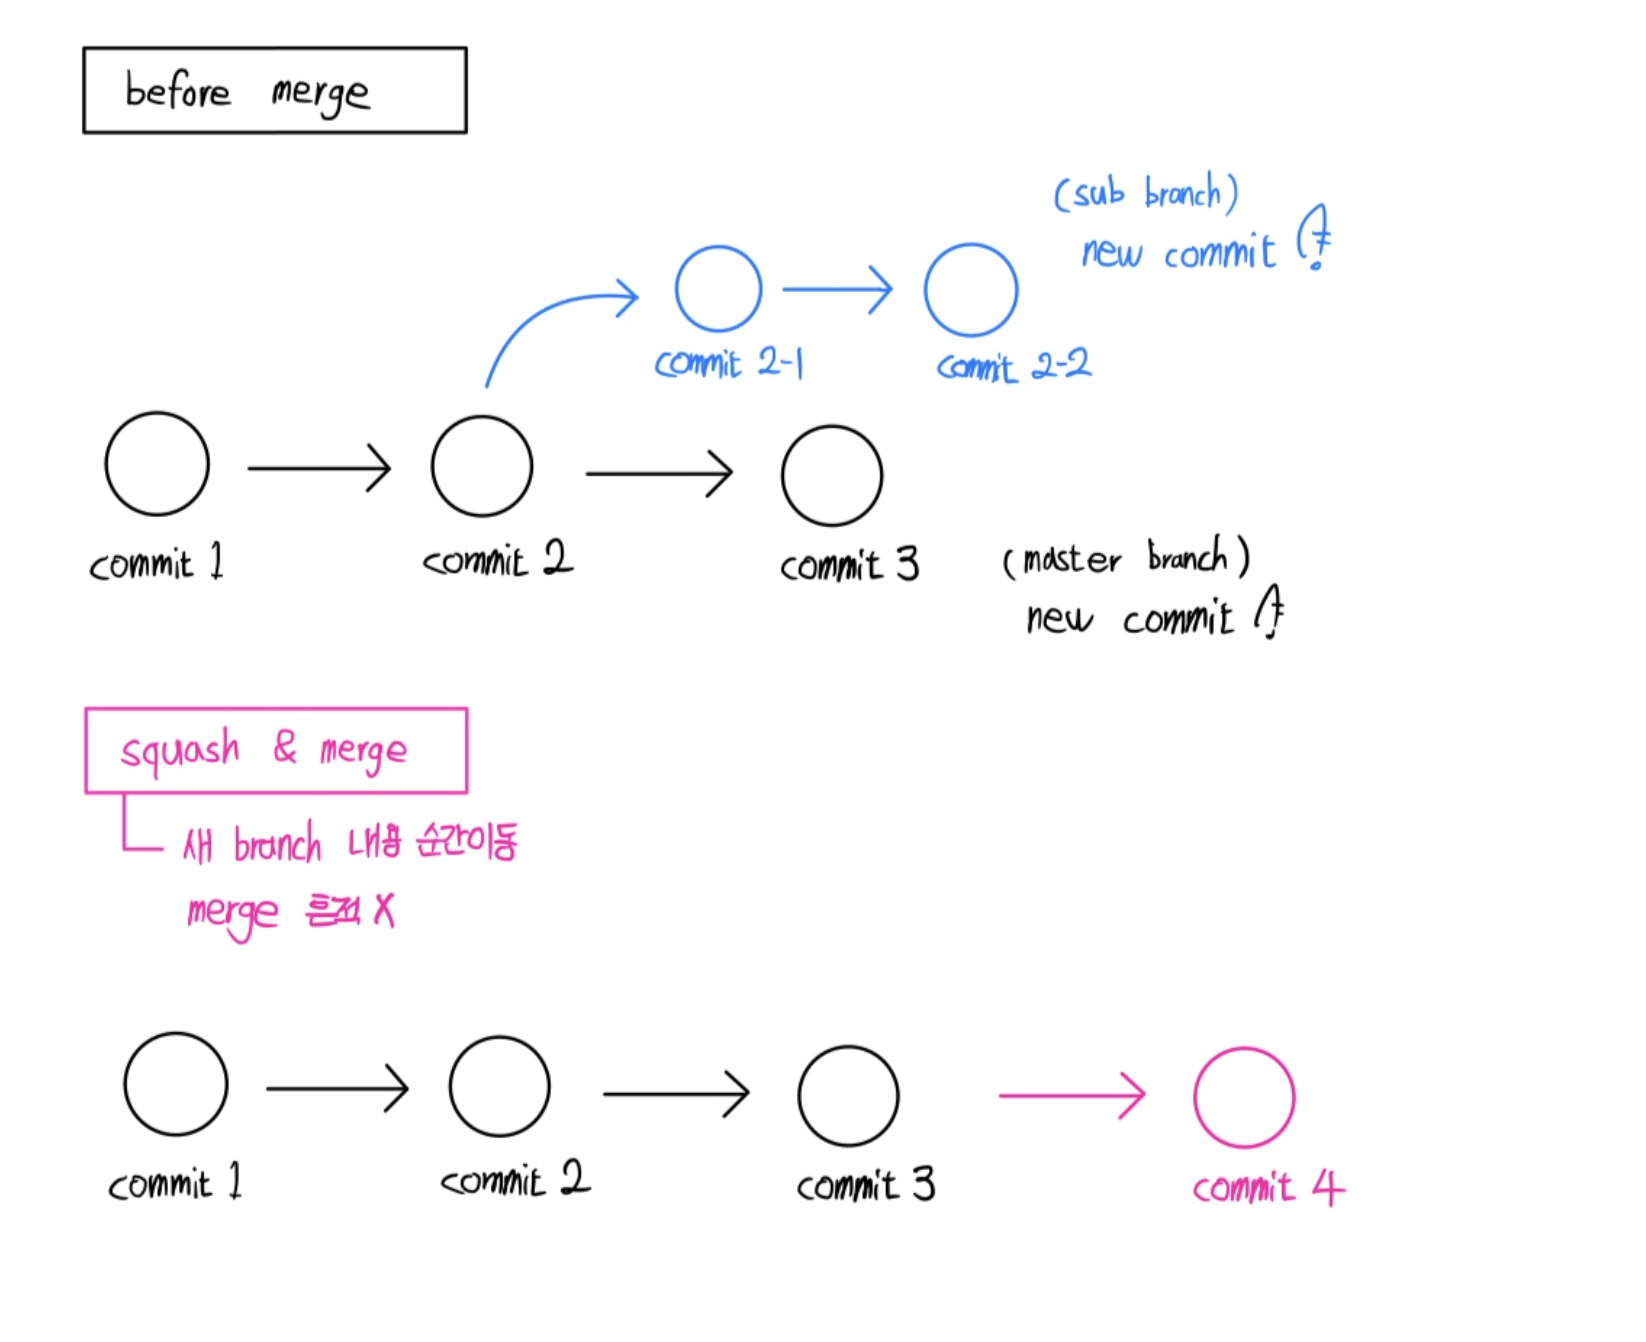 before merge
(sub branch)
new commit 有
commit 2-1
commit 2-2
commit 1
commit 2
commit 3
(master branch)
new commit 有
squash & merge
새 branch 내용 순간이동
merge 흔적 X
commit 1
commit 2
commit 3
commit 4